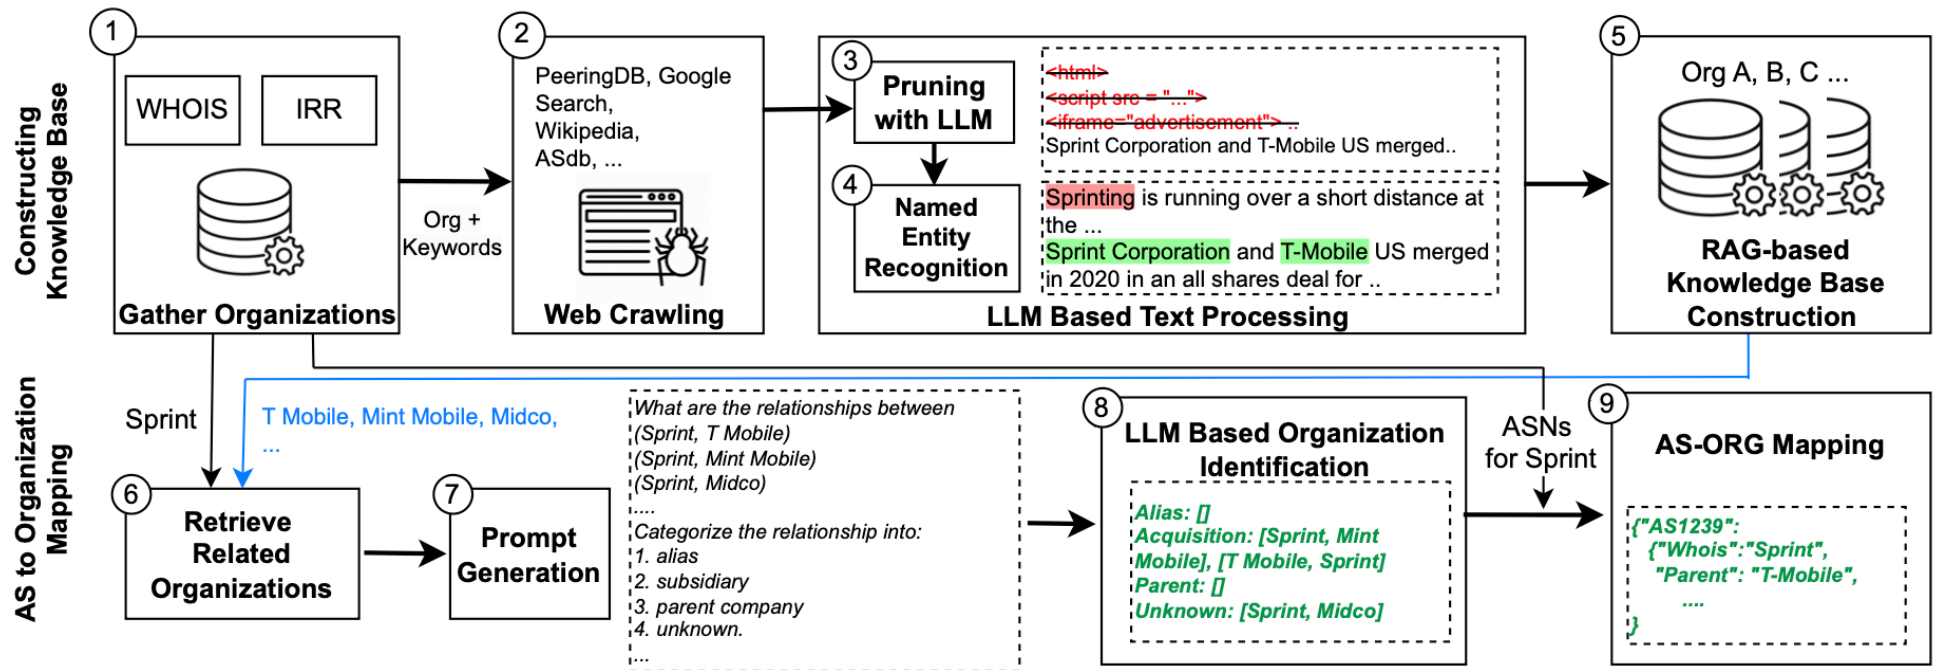 Constructing
Knowledge Base
1
WHOIS
IRR
Gather Organizations
Org +
Keywords
2
PeeringDB, Google
Search,
Wikipedia,
ASdb, ...
Web Crawling
3
Pruning
with LLM
4
Named
Entity
Recognition
<html>
<script src = "...">
<iframe="advertisement"> ..
Sprint Corporation and T-Mobile US merged..
Sprinting is running over a short distance at
the ...
Sprint Corporation and T-Mobile US merged
in 2020 in an all shares deal for ..
LLM Based Text Processing
5
Org A, B, C ...
RAG-based
Knowledge Base
Construction
AS to Organization
Mapping
Sprint
T Mobile, Mint Mobile, Midco,
...
6
Retrieve
Related
Organizations
7
Prompt
Generation
What are the relationships between
(Sprint, T Mobile)
(Sprint, Mint Mobile)
(Sprint, Midco)
....
Categorize the relationship into:
1. alias
2. subsidiary
3. parent company
4. unknown.
...
8
LLM Based Organization
Identification
Alias: []
Acquisition: [Sprint, Mint
Mobile], [T Mobile, Sprint]
Parent: []
Unknown: [Sprint, Midco]
ASNs
for Sprint
9
AS-ORG Mapping
{"AS1239":
{"Whois":"Sprint",
"Parent": "T-Mobile",
....
}